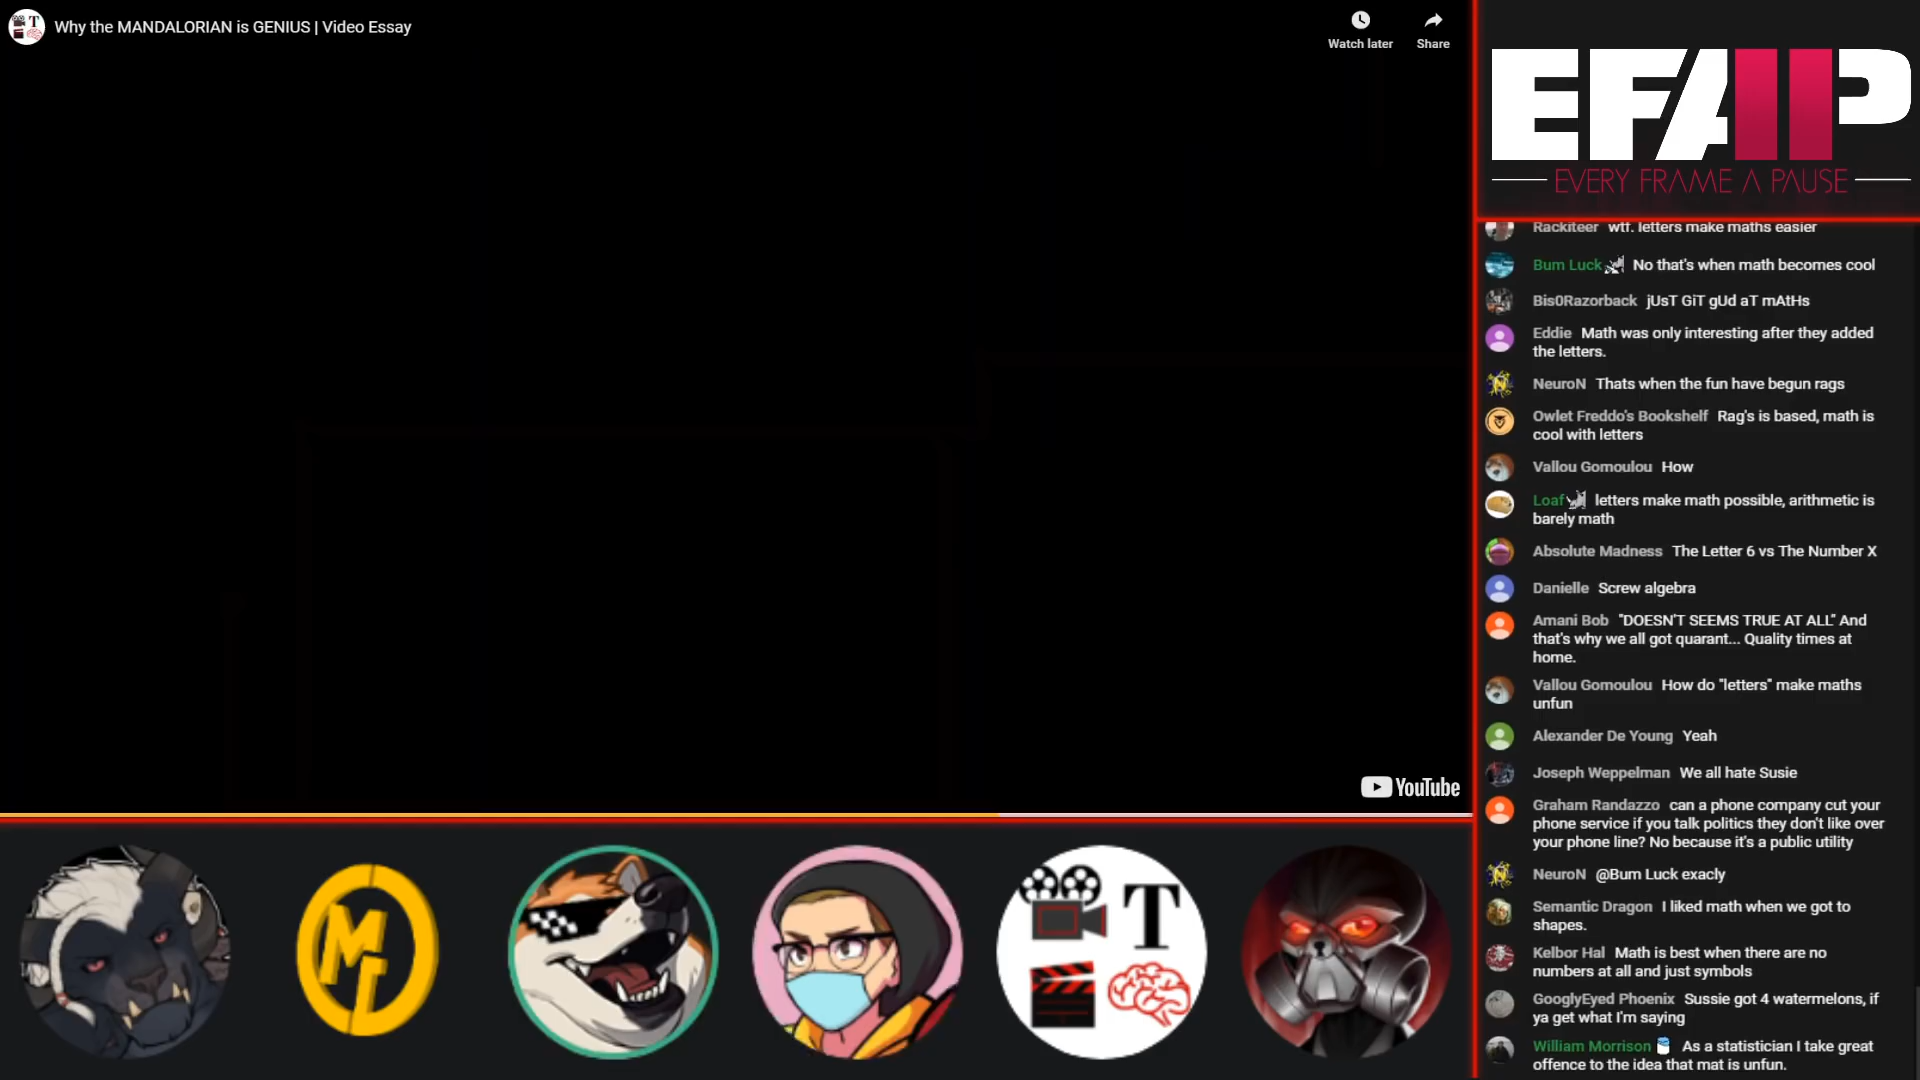 Why the MANDALORIAN is GENIUS | Video Essay
Watch later
Share
YouTube
T
M
T
EFAP
EVERY FRAME A PAUSE
Rackiteer wtf. letters make maths easier
Bum Luck No that's when math becomes cool
Bis0Razorback jUsT GiT gUd aT mAtHs
Eddie Math was only interesting after they added
the letters.
NeuroN Thats when the fun have begun rags
Owlet Freddo's Bookshelf Rag's is based, math is
cool with letters
Vallou Gomoulou How
Loaf letters make math possible, arithmetic is
barely math
Absolute Madness The Letter 6 vs The Number X
Danielle Screw algebra
Amani Bob "DOESN'T SEEMS TRUE AT ALL" And
that's why we all got quarant... Quality times at
home.
Vallou Gomoulou How do "letters" make maths
unfun
Alexander De Young Yeah
Joseph Weppelman We all hate Susie
Graham Randazzo can a phone company cut your
phone service if you talk politics they don't like over
your phone line? No because it's a public utility
NeuroN @Bum Luck exacly
Semantic Dragon I liked math when we got to
shapes.
Kelbor Hal Math is best when there are no
numbers at all and just symbols
GooglyEyed Phoenix Sussie got 4 watermelons, if
ya get what I'm saying
William Morrison As a statistician I take great
offence to the idea that mat is unfun.